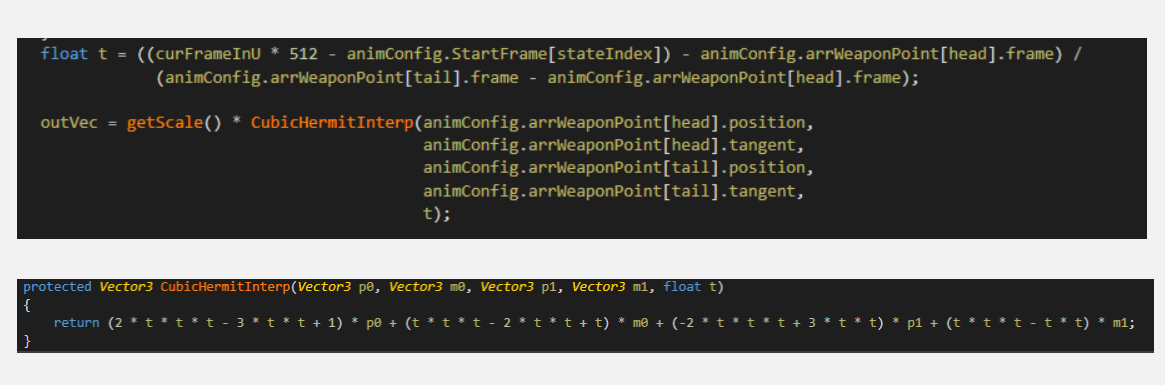 float t = ((curFrameInU * 512 - animConfig.StartFrame[stateIndex]) - animConfig.arrWeaponPoint[head].frame) /
(animConfig.arrWeaponPoint[tail].frame - animConfig.arrWeaponPoint[head].frame);
outVec = getScale() * CubicHermitInterp(animConfig.arrWeaponPoint[head].position,
animConfig.arrWeaponPoint[head].tangent,
animConfig.arrWeaponPoint[tail].position,
animConfig.arrWeaponPoint[tail].tangent,
t);
protected Vector3 CubicHermitInterp(Vector3 p0, Vector3 m0, Vector3 p1, Vector3 m1, float t)
{
return (2 * t * t * t - 3 * t * t + 1) * p0 + (t * t * t - 2 * t * t + t) * m0 + (-2 * t * t * t + 3 * t * t) * p1 + (t * t * t - t * t) * m1;
}